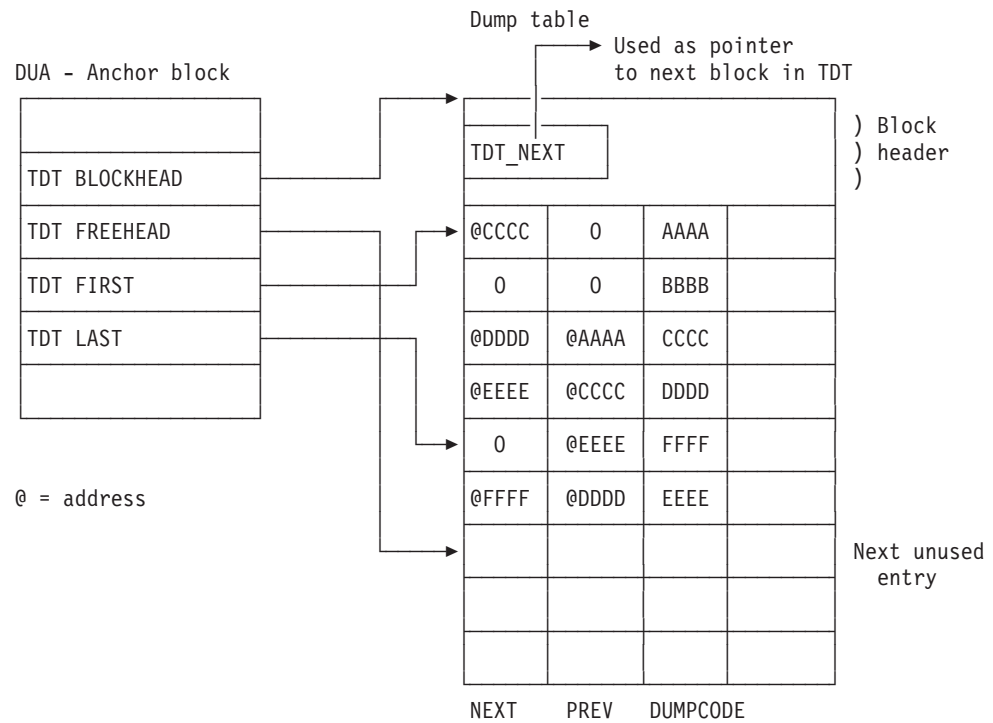 Dump table
Used as pointer
to next block in TDT
DUA - Anchor block
) Block
) header
)
TDT_NEXT
TDT BLOCKHEAD
TDT FREEHEAD
TDT FIRST
TDT LAST
@CCCC 0 AAAA
0 0 BBBB
@DDDD @AAAA CCCC
@EEEE @CCCC DDDD
0 @EEEE FFFF
@FFFF @DDDD EEEE
@ = address
Next unused
entry
NEXT PREV DUMPCODE